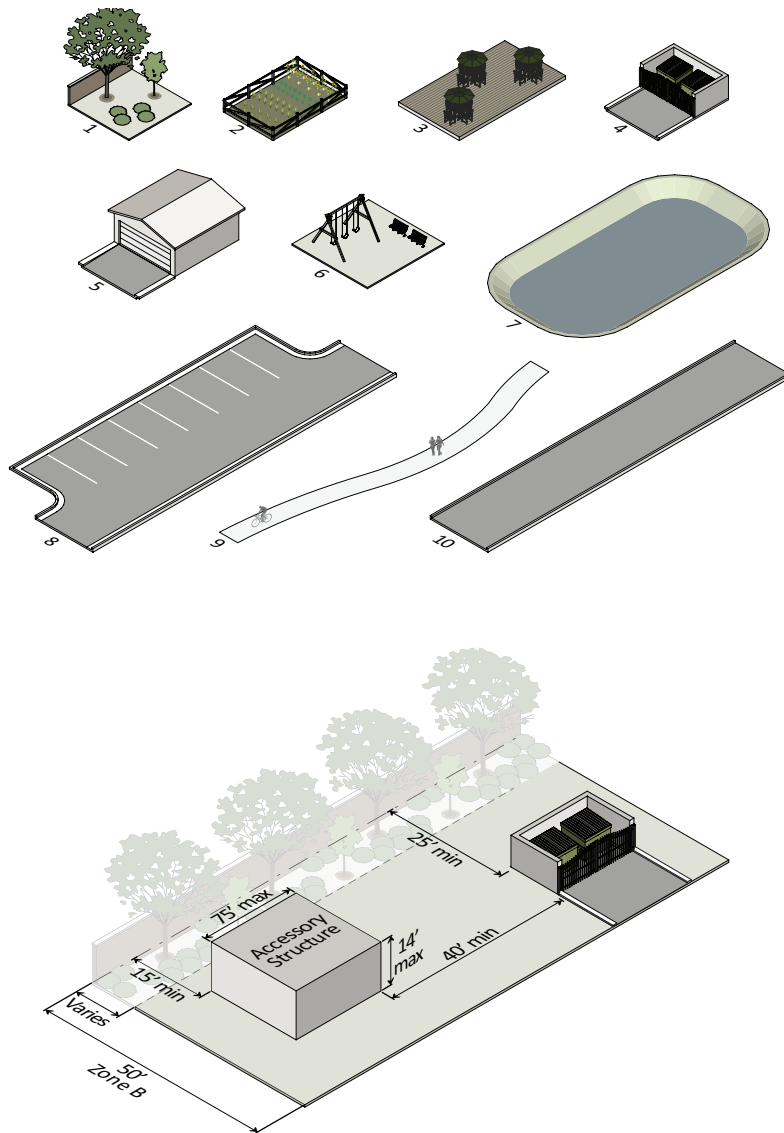 1
2
3
4
5
6
7
8
9
10
25' min
75' max
Accessory
Structure
14'
max
40' min
15' min
Varies
50'
Zone B